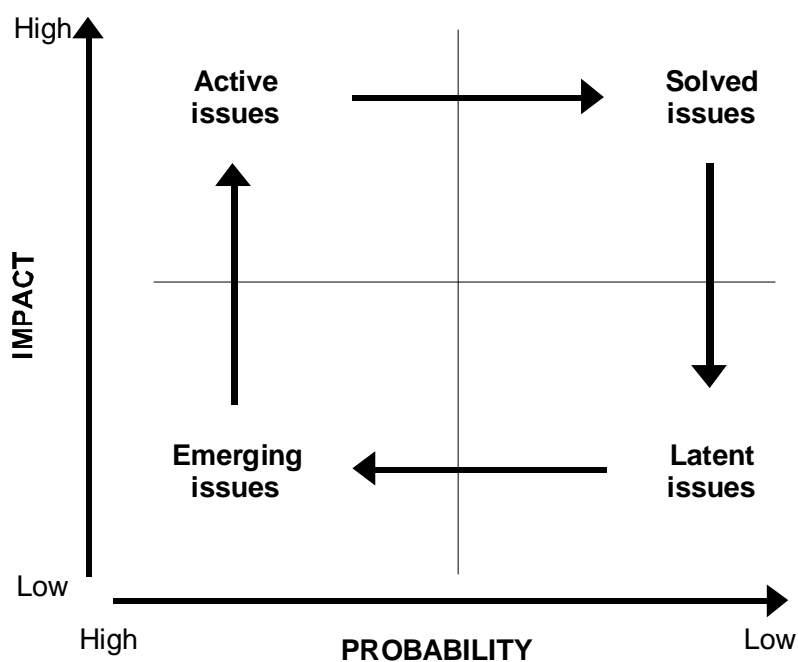 High
Active
issues
Solved
issues
IMPACT
Emerging
issues
Latent
issues
Low
High
PROBABILITY
Low